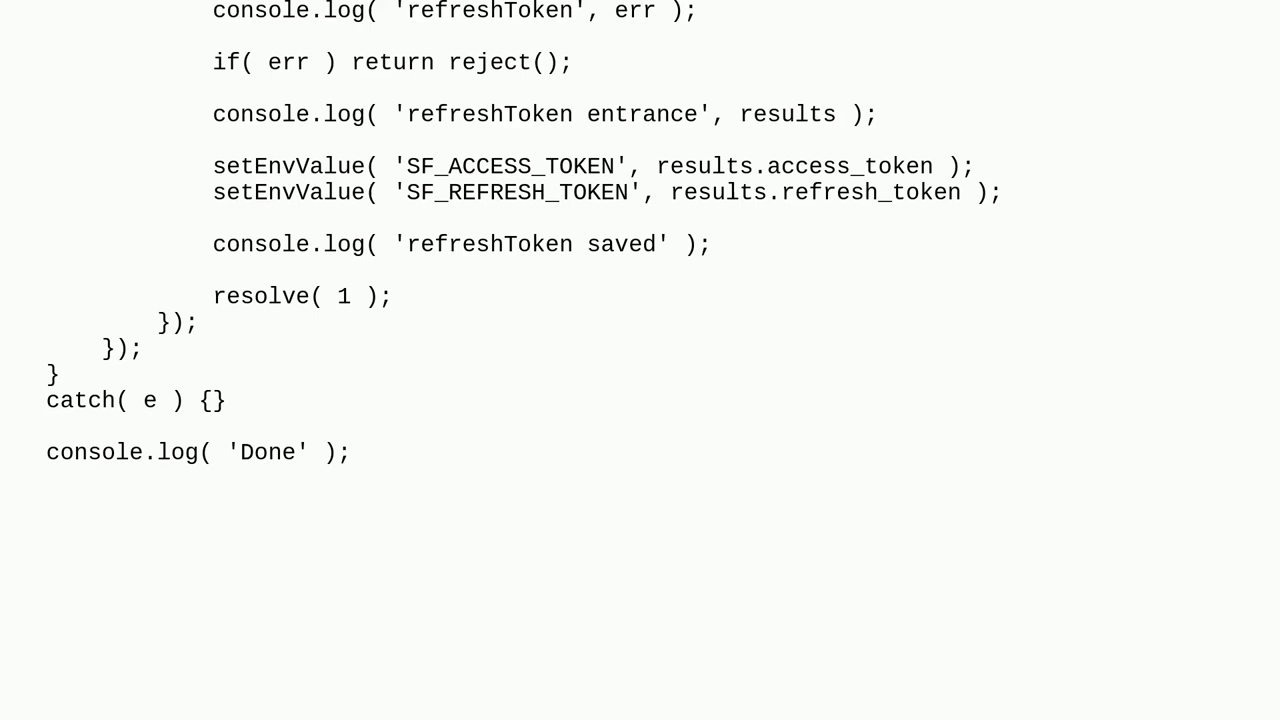 console.log( 'refreshToken', err );
if( err ) return reject();
console.log( 'refreshToken entrance', results );
setEnvValue( 'SF_ACCESS_TOKEN', results.access_token );
setEnvValue( 'SF_REFRESH_TOKEN', results.refresh_token );
console.log( 'refreshToken saved' );
resolve( 1 );
});
});
}
catch( e ) {}
console.log( 'Done' );